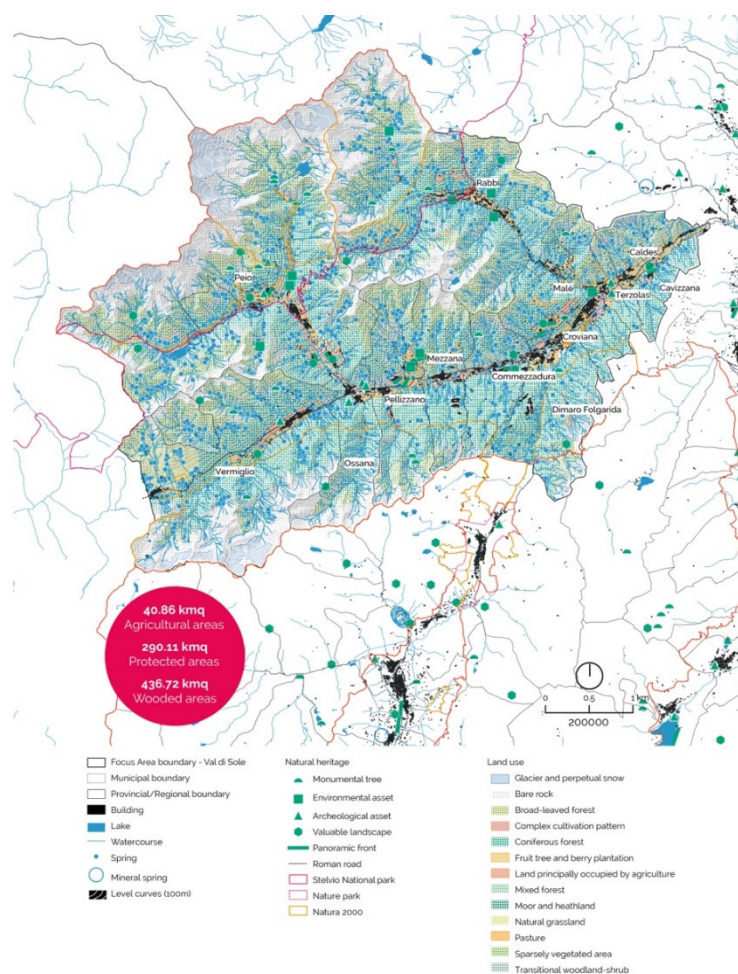 Rabbi
Peio
Caldes
Malè
Cavizzana
Terzolas
Croviana
Mezzana
Commezzadura
Pellizzano
Dimaro Folgarida
Vermiglio
Ossana
40.86 kmq
Agricultural areas
290.11 kmq
Protected areas
436.72 kmq
Wooded areas
0 0.5 1 km
200000
Focus Area boundary - Val di Sole
Municipal boundary
Provincial/Regional boundary
Building
Lake
Watercourse
Spring
Mineral spring
Level curves (100m)
Natural heritage
Monumental tree
Environmental asset
Archeological asset
Valuable landscape
Panoramic front
Roman road
Stelvio National park
Nature park
Natura 2000
Land use
Glacier and perpetual snow
Bare rock
Broad-leaved forest
Complex cultivation pattern
Coniferous forest
Fruit tree and berry plantation
Land principally occupied by agriculture
Mixed forest
Moor and heathland
Natural grassland
Pasture
Sparsely vegetated area
Transitional woodland-shrub